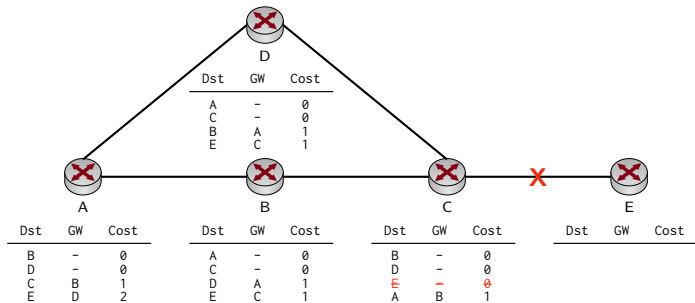 D
Dst GW Cost
A - 0
C - 0
B A 1
E C 1
X
A B C E
Dst GW Cost
B - 0
D - 0
C B 1
E D 2
Dst GW Cost
A - 0
C - 0
D A 1
E C 1
Dst GW Cost
B - 0
D - 0
E - 0
A B 1
Dst GW Cost